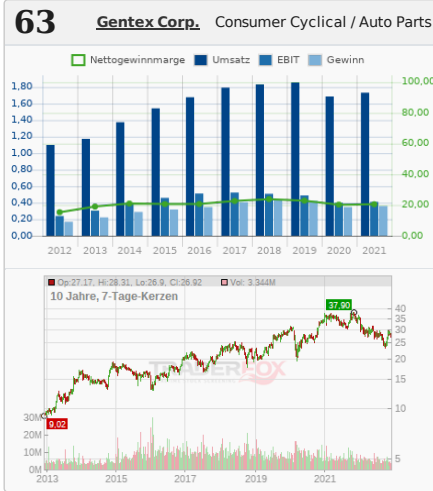 63 Gentex Corp. Consumer Cyclical / Auto Parts
Nettogewinnmarge Umsatz EBIT Gewinn
1,80 100,00
1,60 80,00
1,40
1,20 60,00
1,00
0,80 40,00
0,60
0,40 20,00
0,20
0,00 0,00
2012 2013 2014 2015 2016 2017 2018 2019 2020 2021
Op:27.17, Hi:28.31, Lo:26.9, Cl:26.92 Vol: 3.344M
10 Jahre, 7-Tage-Kerzen
37,90
40
35
30
25
20
TRADERFOX
15
10
9,02
30M
20M
10M
5
0M
2013 2015 2017 2019 2021